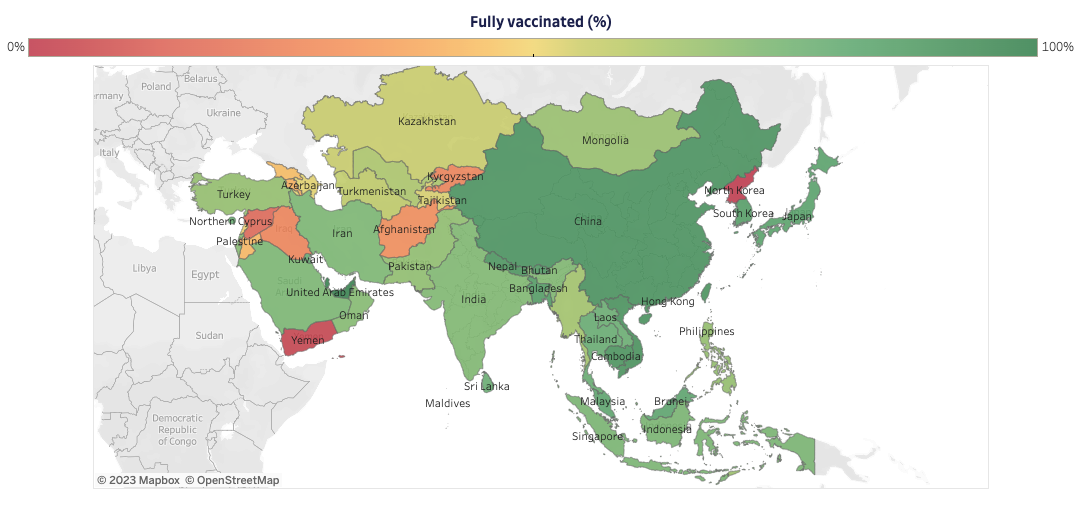 Fully vaccinated (%)
0%
100%
Poland
Belarus
rmany
Ukraine
Italy
Kazakhstan
Mongolia
Azerbaijan
Turkey
Turkmenistan
Kyrgyzstan
Tajikistan
North Korea
South Korea
Japan
China
Northern Cyprus
Iraq
Iran
Afghanistan
Palestine
Kuwait
Pakistan
Nepal
Bhutan
Libya
Egypt
Saudi
United Arab Emirates
Bangladesh
India
Hong Kong
Oman
Laos
Sudan
Yemen
Thailand
Philippines
Cambodia
Sri Lanka
Maldives
Malaysia
Brunei
Democratic
Republic
of Congo
Singapore
Indonesia
© 2023 Mapbox © OpenStreetMap